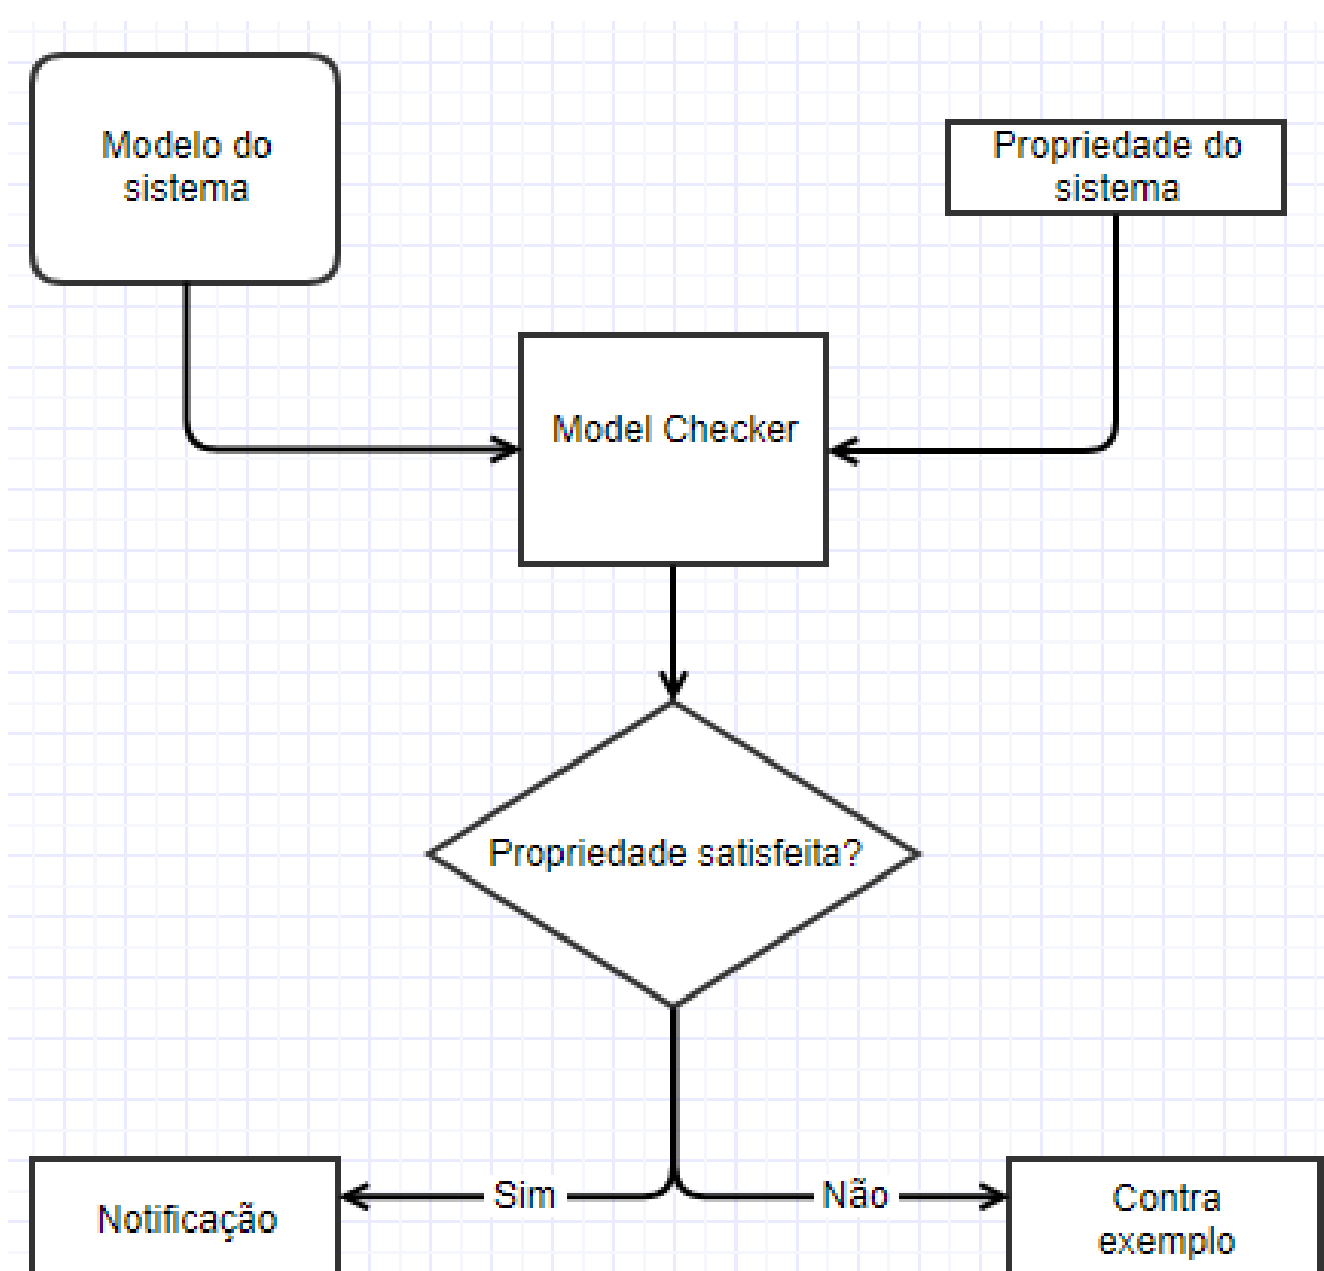 Modelo do
sistema
Propriedade do
sistema
Model Checker
Propriedade satisfeita?
Sim
Não
Notificação
Contra
exemplo